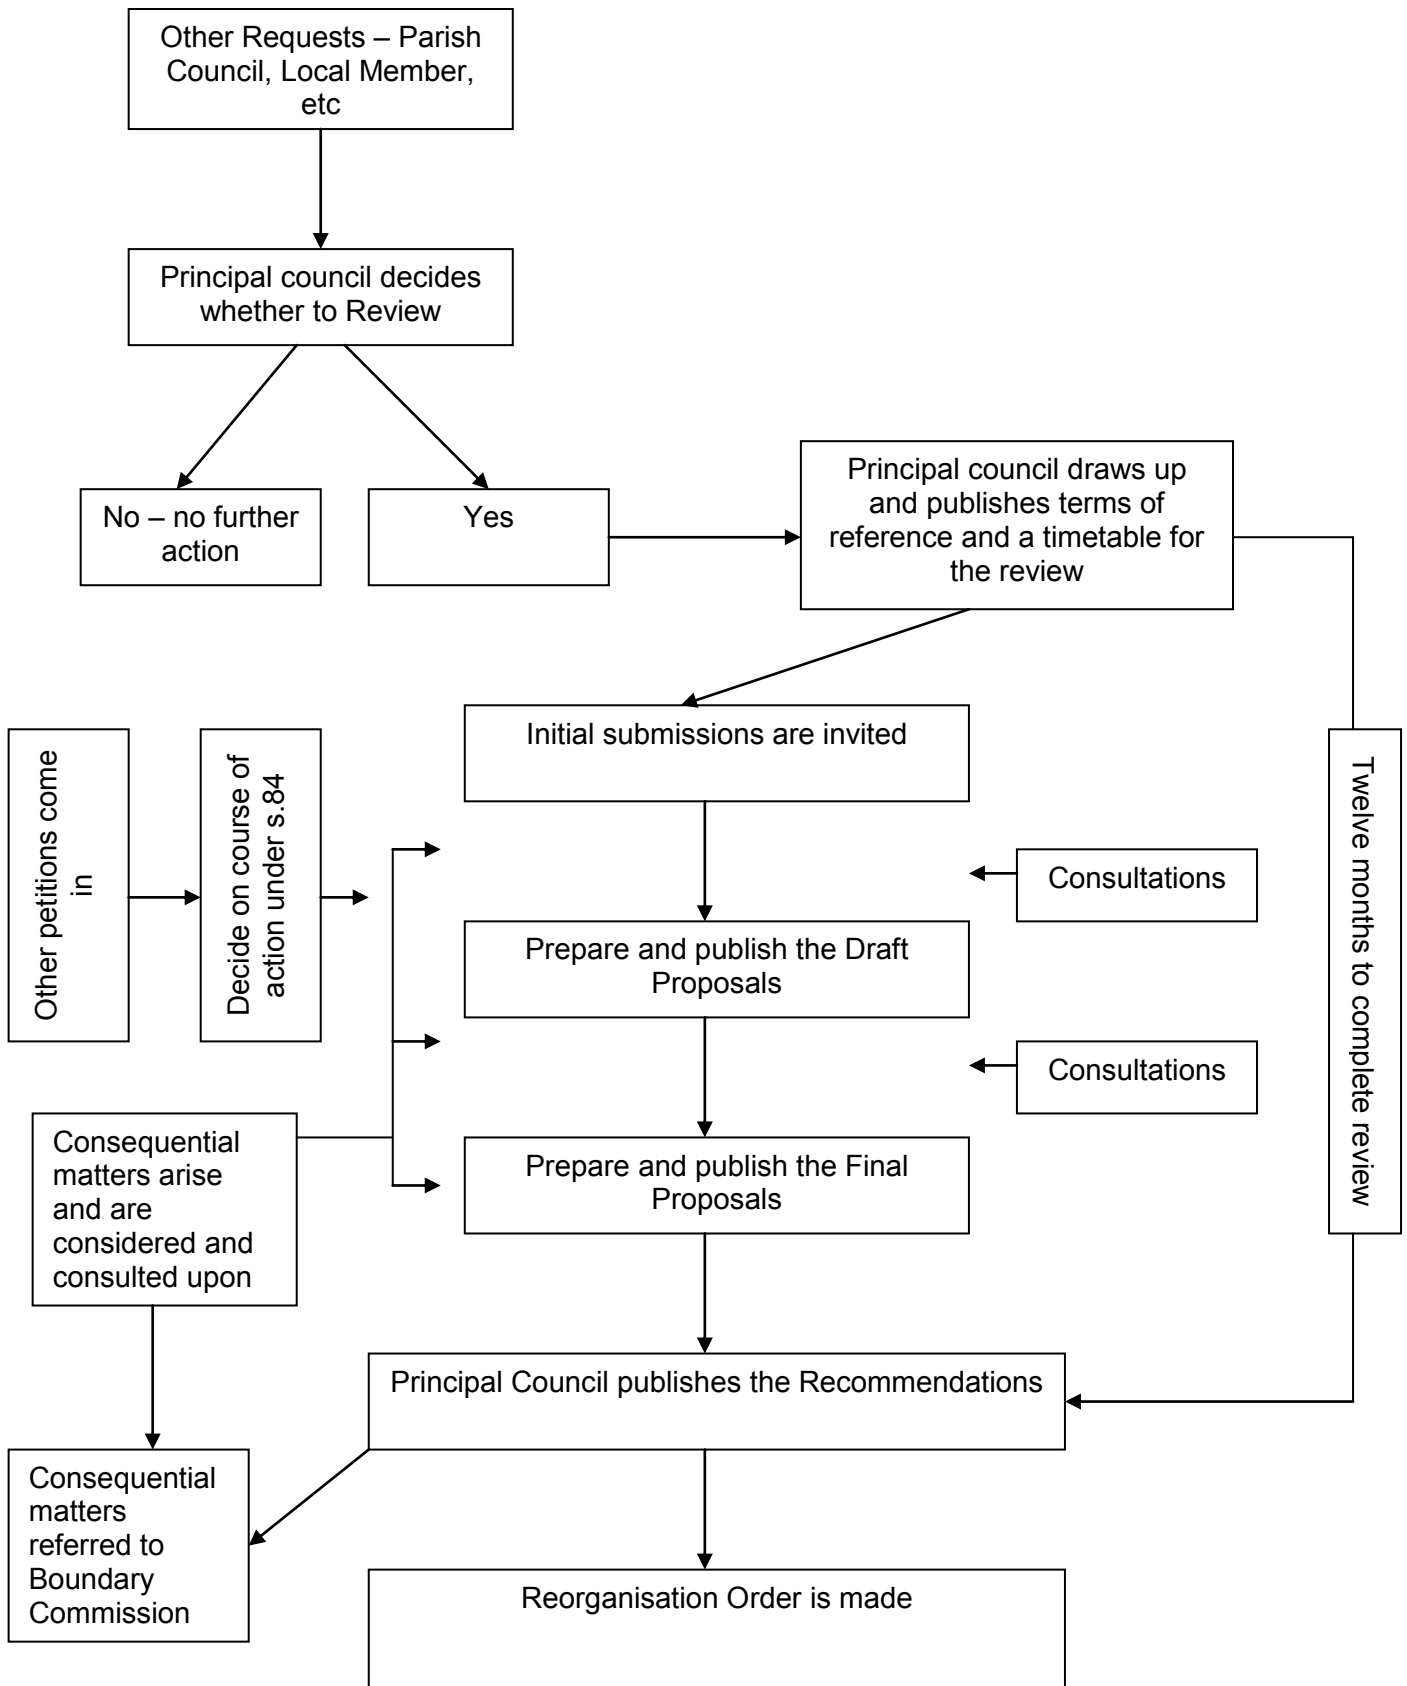 Other Requests – Parish
Council, Local Member,
etc
Principal council decides
whether to Review
No – no further
action
Yes
Principal council draws up
and publishes terms of
reference and a timetable for
the review
Initial submissions are invited
Other petitions come
in
Decide on course of
action under s.84
Twelve months to complete review
Consultations
Prepare and publish the Draft
Proposals
Consultations
Consequential
matters arise
and are
considered and
consulted upon
Prepare and publish the Final
Proposals
Principal Council publishes the Recommendations
Consequential
matters
referred to
Boundary
Commission
Reorganisation Order is made